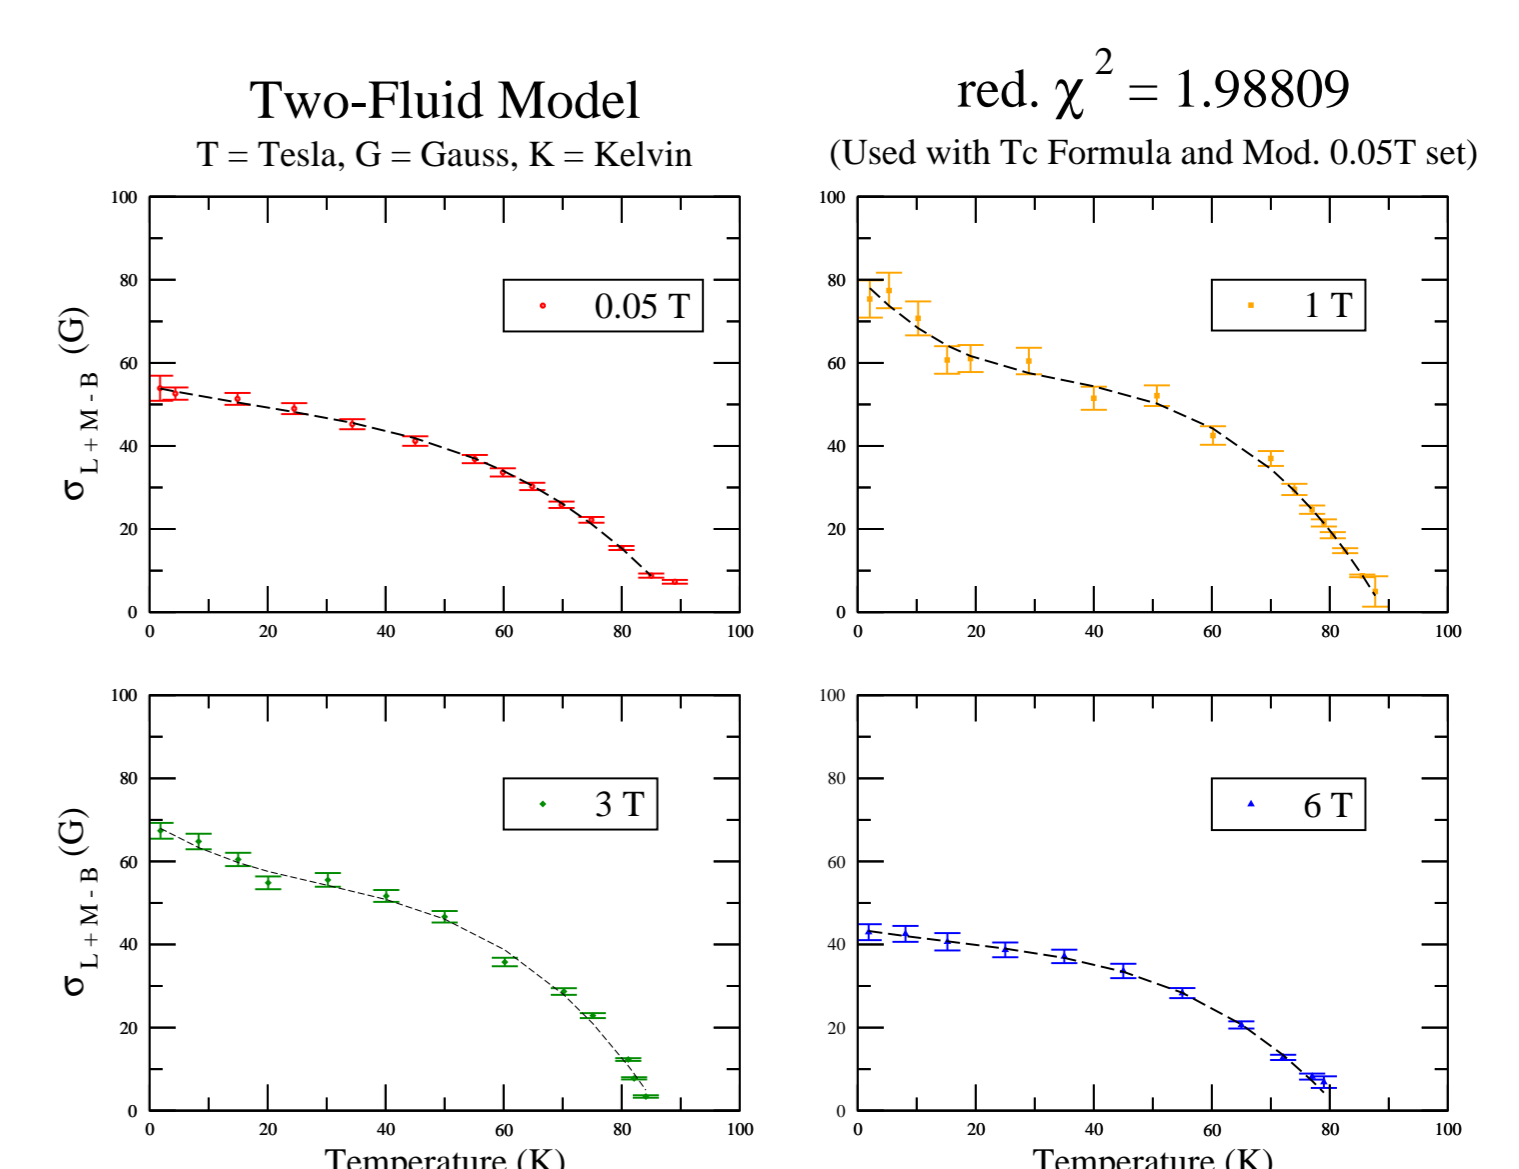 Two-Fluid Model
T = Tesla, G = Gauss, K = Kelvin
red. χ² = 1.98809
(Used with Tc Formula and Mod. 0.05T set)
σ L + M - B (G)
100
80
60
40
20
0
0 20 40 60 80 100
0.05 T
100
80
60
40
20
0
0 20 40 60 80 100
1 T
σ L + M - B (G)
100
80
60
40
20
0
0 20 40 60 80 100
3 T
Temperature (K)
100
80
60
40
20
0
0 20 40 60 80 100
6 T
Temperature (K)